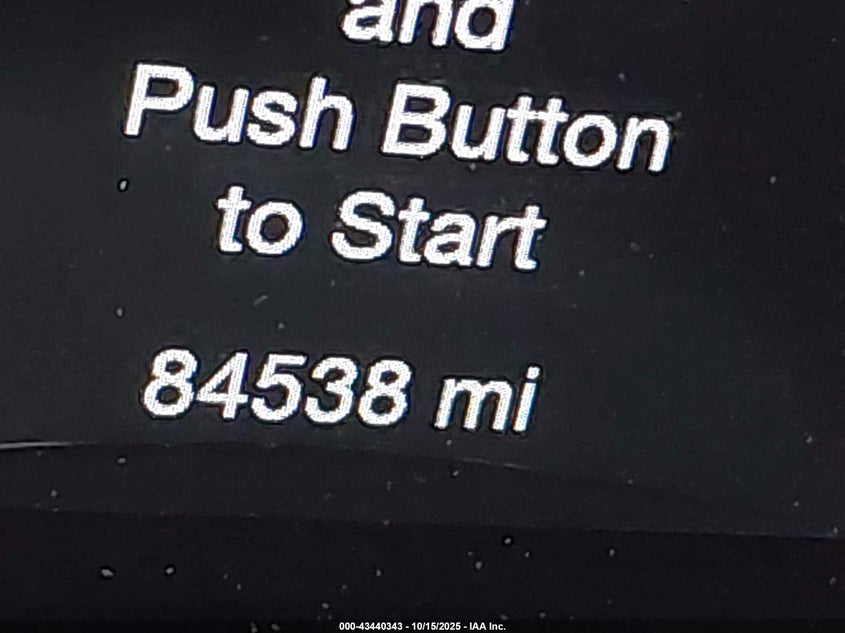 and
Push Button
to Start
84538 mi
000-43440343 - 10/15/2025 - IAA Inc.